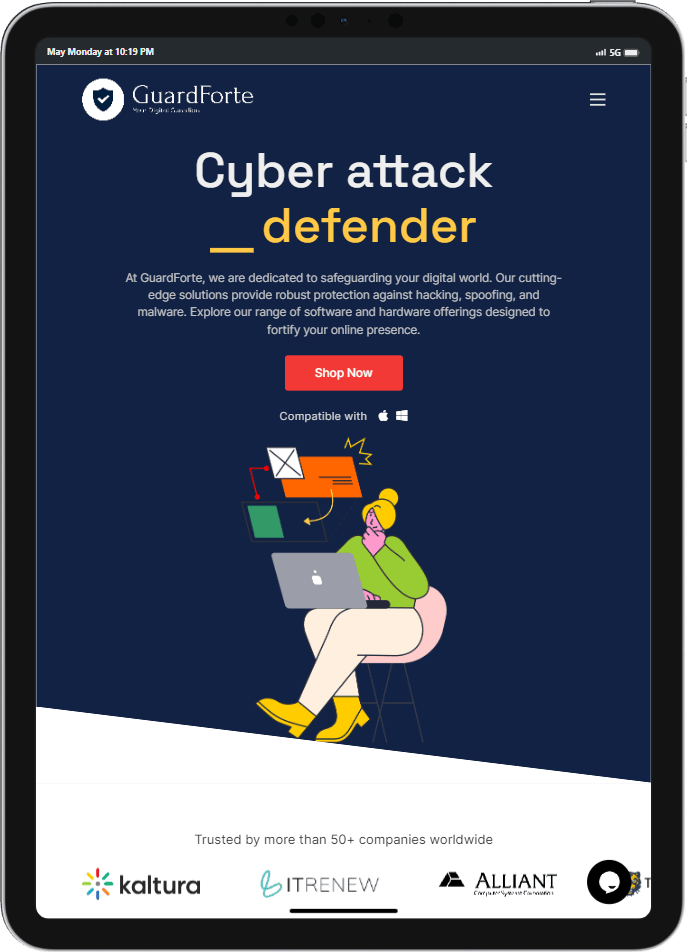 May Monday at 10:19 PM
5G
GuardForte
Your Digital Guardian
Cyber attack
__ defender
At GuardForte, we are dedicated to safeguarding your digital world. Our cutting-
edge solutions provide robust protection against hacking, spoofing, and
malware. Explore our range of software and hardware offerings designed to
fortify your online presence.
Shop Now
Compatible with
Trusted by more than 50+ companies worldwide
kaltura
ITRENEW
ALLIANT
Computer Systems Corporation
T